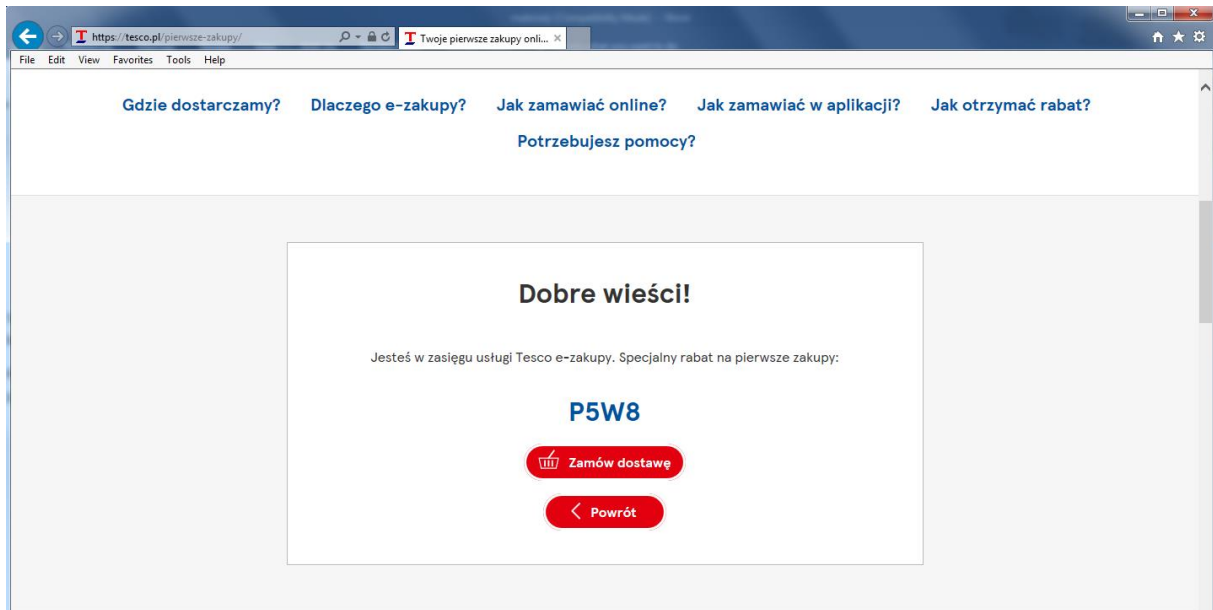 https://tesco.pl/pierwsze-zakupy/
Twoje pierwsze zakupy onli...
File Edit View Favorites Tools Help
Gdzie dostarczamy? Dlaczego e-zakupy? Jak zamawiać online? Jak zamawiać w aplikacji? Jak otrzymać rabat?
Potrzebujesz pomocy?
Dobre wieści!
Jesteś w zasięgu usługi Tesco e-zakupy. Specjalny rabat na pierwsze zakupy:
P5W8
Zamów dostawę
Powrót